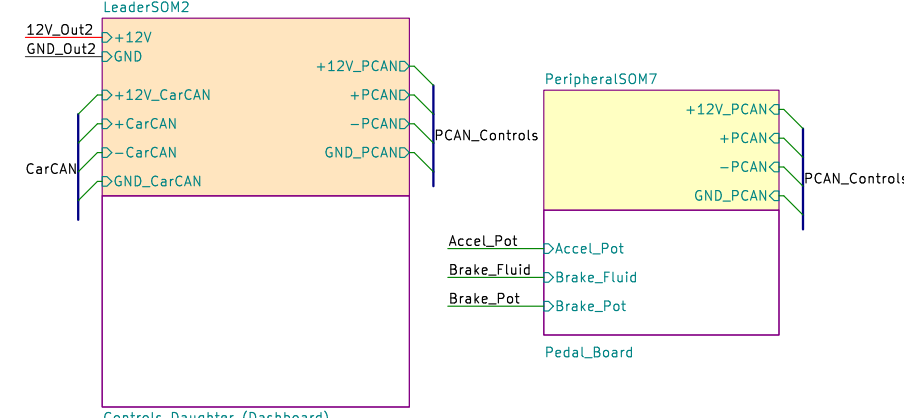 LeaderSOM2
12V_Out2
+12V
GND_Out2
GND
+12V_PCAN
+12V_CarCAN
+PCAN
+CarCAN
-PCAN
PCAN_Controls
-CarCAN
GND_PCAN
CarCAN
GND_CarCAN
PeripheralSOM7
+12V_PCAN
+PCAN
-PCAN
PCAN_Controls
GND_PCAN
Accel_Pot
Accel_Pot
Brake_Fluid
Brake_Fluid
Brake_Pot
Brake_Pot
Pedal_Board
Controls_Daughter (Dashboard)